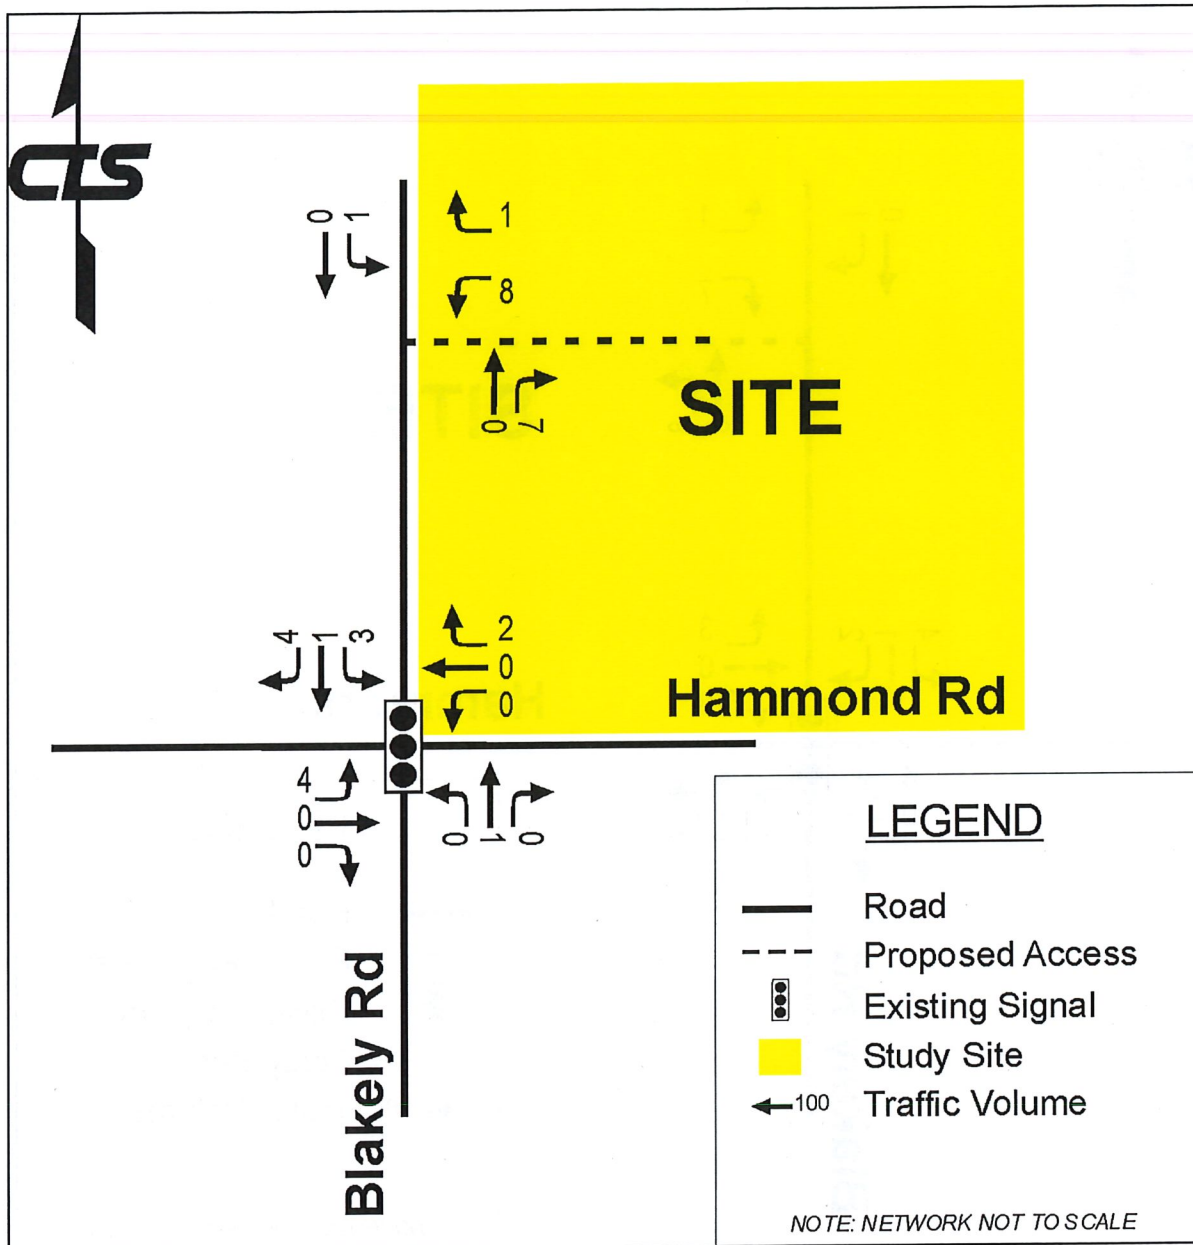 CTS
0 1
1
8
SITE
0 7
4 1 3
2
0
0
Hammond Rd
4
0
0
0 1 0
Blakely Rd
LEGEND
Road
Proposed Access
Existing Signal
Study Site
100 Traffic Volume
NOTE: NETWORK NOT TO SCALE